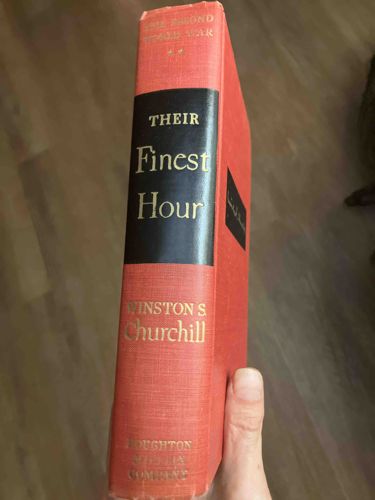 THE SECOND
WORLD WAR
**
THEIR
Finest
Hour
WINSTON S.
Churchill
HOUGHTON
MIFFLIN
COMPANY